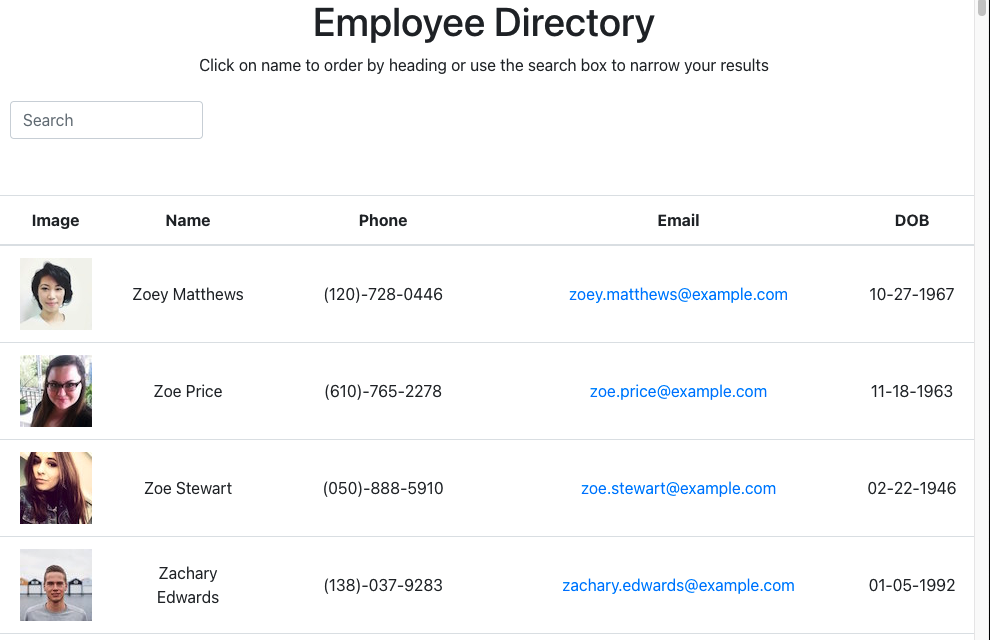 Employee Directory
Click on name to order by heading or use the search box to narrow your results
Search
Image Name Phone Email DOB
Zoey Matthews (120)-728-0446 zoey.matthews@example.com 10-27-1967
Zoe Price (610)-765-2278 zoe.price@example.com 11-18-1963
Zoe Stewart (050)-888-5910 zoe.stewart@example.com 02-22-1946
Zachary
Edwards (138)-037-9283 zachary.edwards@example.com 01-05-1992